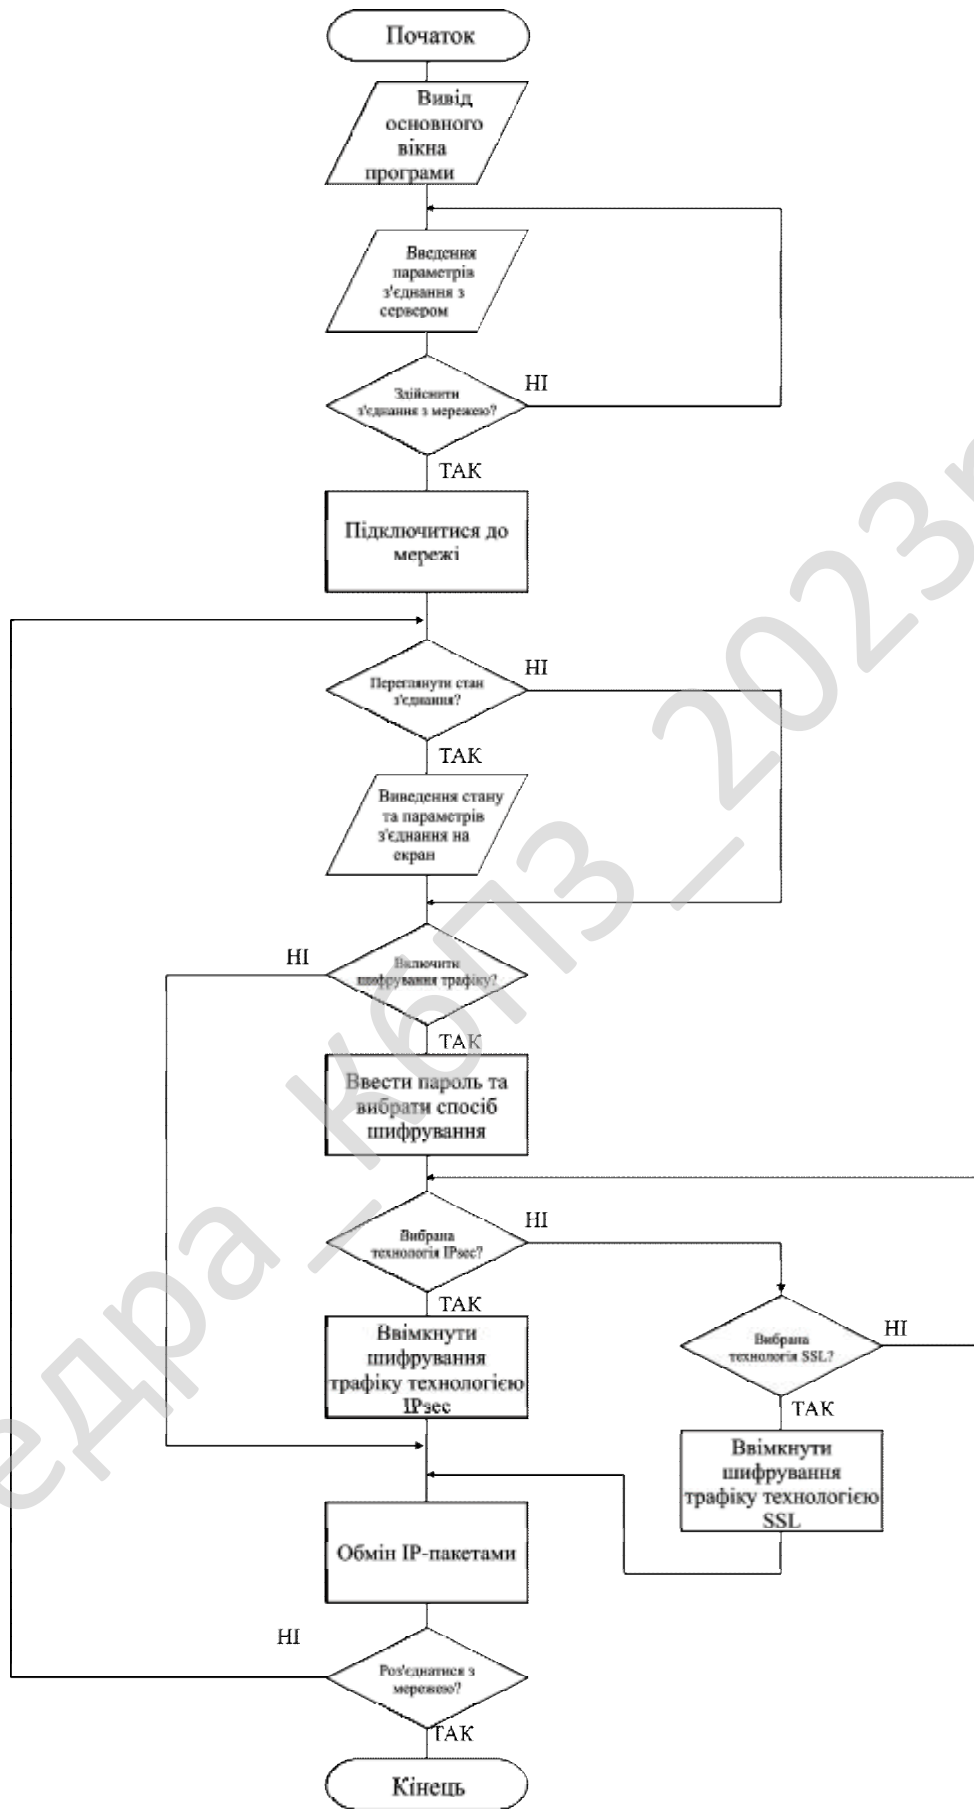 Початок
Вивід
основного
вікна
програми
Введення
параметрів
з'єднання з
сервером
Здійснити
з'єднання з мережею?
НІ
ТАК
Підключитися до
мережі
Переглянути стан
з'єднання?
НІ
ТАК
Виведення стану
та параметрів
з'єднання на
екран
НІ
Включити
шифрування трафіку?
ТАК
Ввести пароль та
вибрати спосіб
шифрування
Вибрана
технологія IPsec?
НІ
ТАК
Ввімкнути
шифрування
трафіку технологією
IPsec
Вибрана
технологія SSL?
НІ
ТАК
Ввімкнути
шифрування
трафіку технологією
SSL
Обмін IP-пакетами
НІ
Роз'єднатися з
мережею?
ТАК
Кінець
едра_КбПЗ_2023р